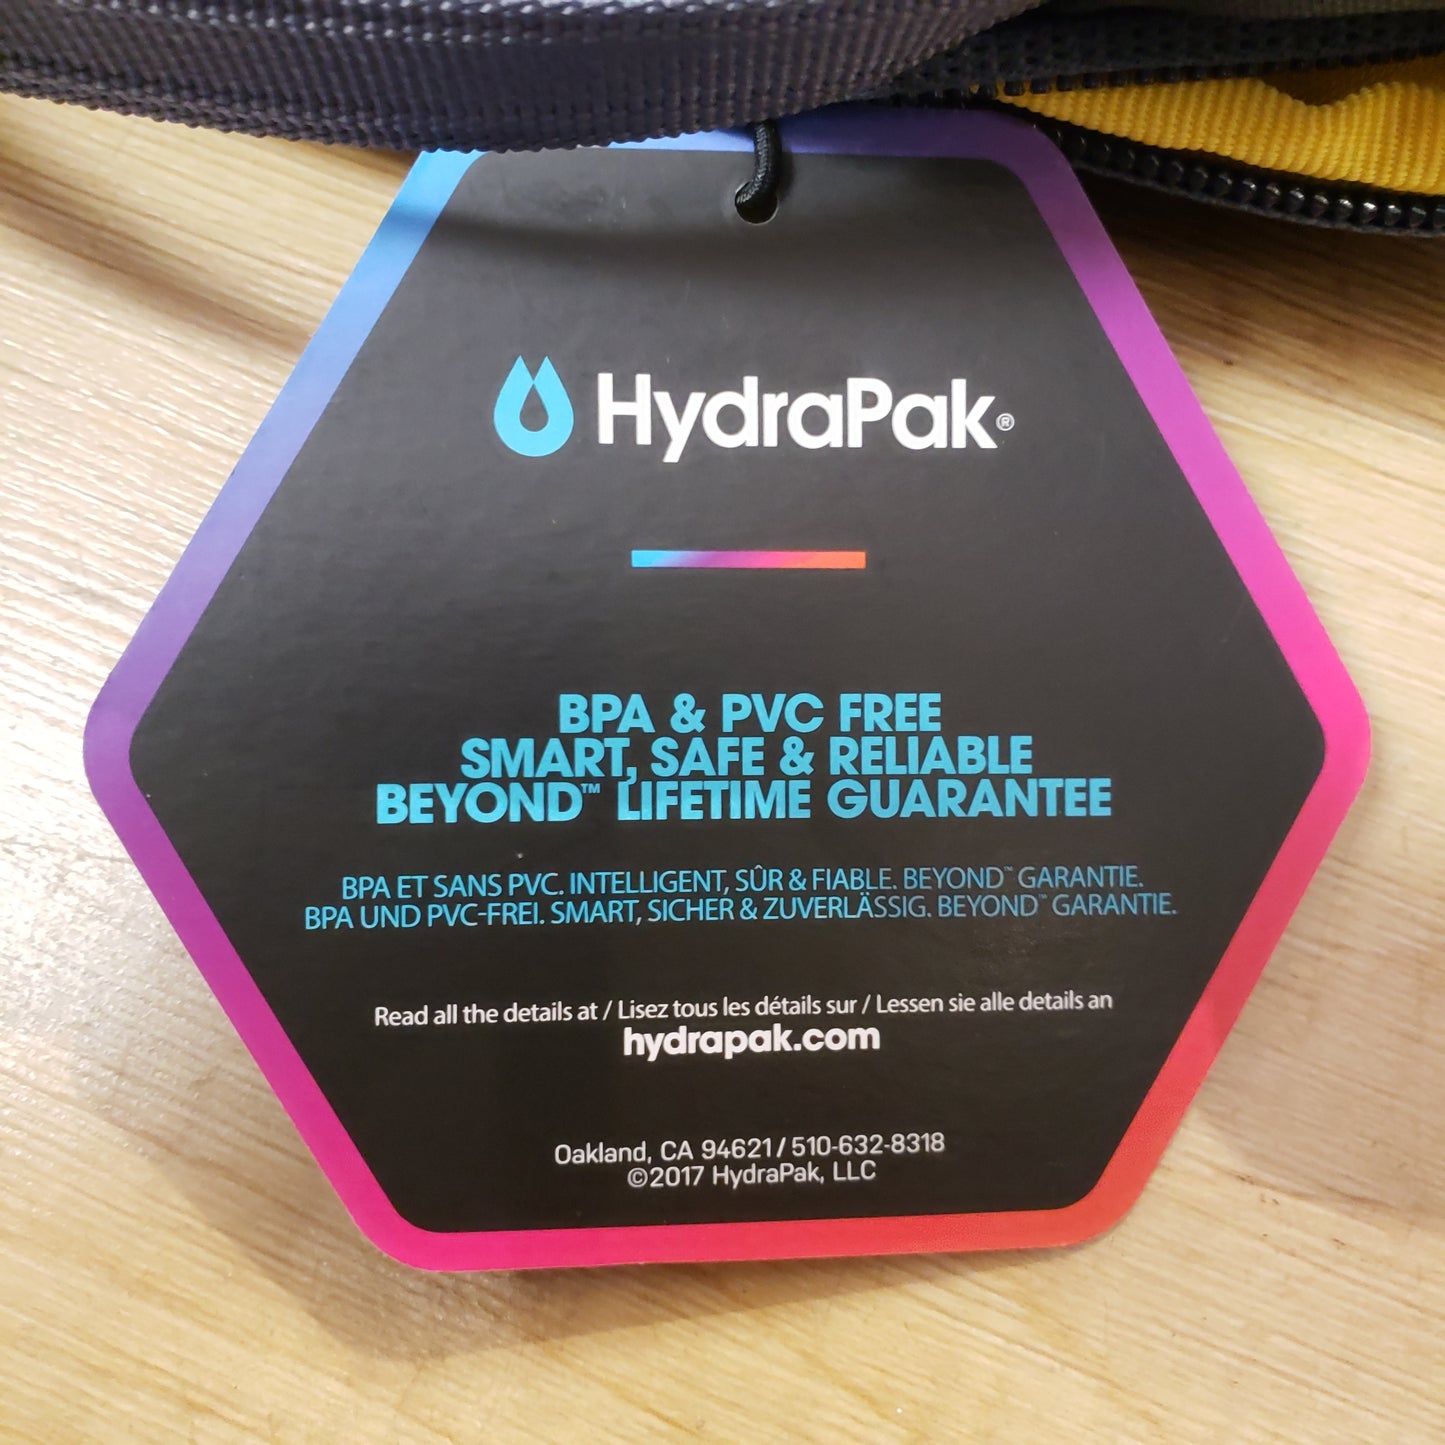 HydraPak®
BPA & PVC FREE
SMART, SAFE & RELIABLE
BEYOND™ LIFETIME GUARANTEE
BPA ET SANS PVC. INTELLIGENT, SÛR & FIABLE. BEYOND™ GARANTIE.
BPA UND PVC-FREI. SMART, SICHER & ZUVERLÄSSIG. BEYOND™ GARANTIE.
Read all the details at / Lisez tous les détails sur / Lessen sie alle details an
hydrapak.com
Oakland, CA 94621 / 510-632-8318
©2017 HydraPak, LLC